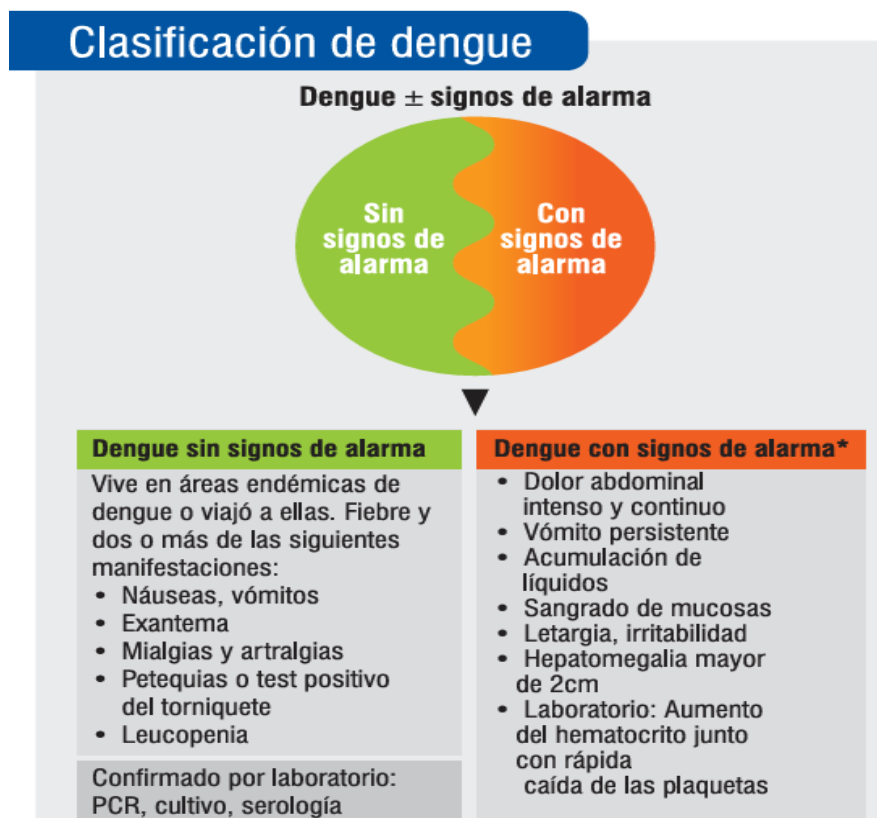 Clasificación de dengue
Dengue ± signos de alarma
Sin
signos de
alarma
Con
signos de
alarma
Dengue sin signos de alarma
Vive en áreas endémicas de
dengue o viajó a ellas. Fiebre y
dos o más de las siguientes
manifestaciones:
• Náuseas, vómitos
• Exantema
• Mialgias y artralgias
• Petequias o test positivo
del torniquete
• Leucopenia
Confirmado por laboratorio:
PCR, cultivo, serología
Dengue con signos de alarma*
• Dolor abdominal
intenso y continuo
• Vómito persistente
• Acumulación de
líquidos
• Sangrado de mucosas
• Letargia, irritabilidad
• Hepatomegalia mayor
de 2cm
• Laboratorio: Aumento
del hematocrito junto
con rápida
caída de las plaquetas